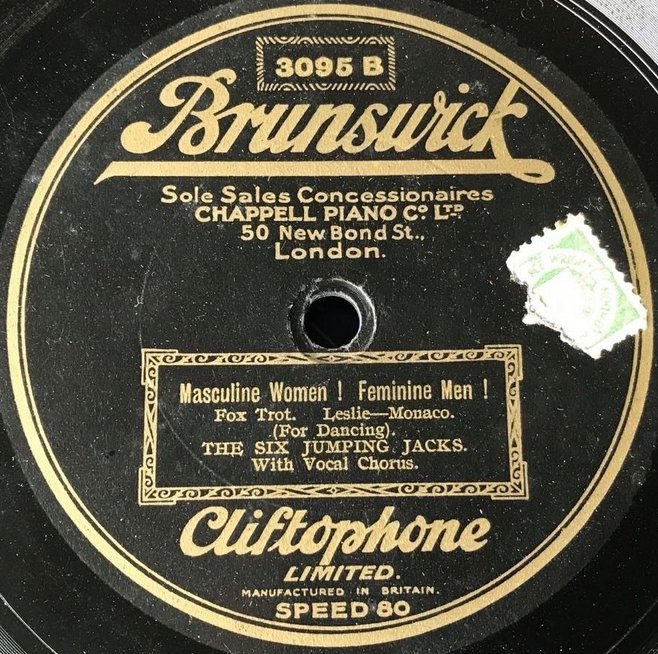 3095 B
Brunswick
Sole Sales Concessionaires
CHAPPELL PIANO Cº LTD
50 New Bond St.,
London.
Masculine Women ! Feminine Men !
Fox Trot. Leslie—Monaco.
(For Dancing).
THE SIX JUMPING JACKS.
With Vocal Chorus.
Cliftophone
LIMITED.
MANUFACTURED IN BRITAIN.
SPEED 80